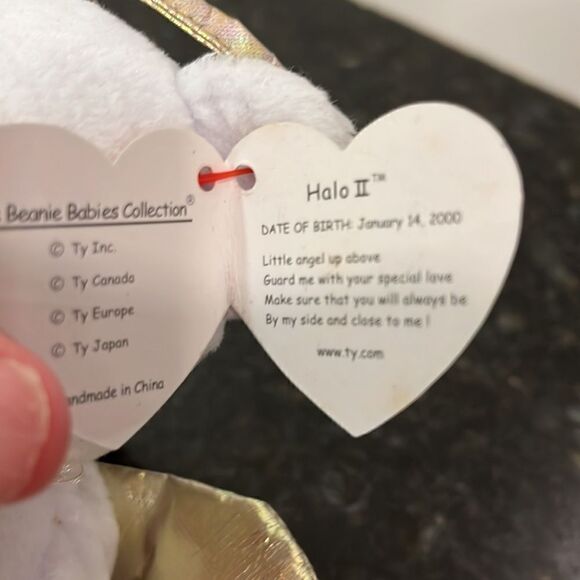 Beanie Babies Collection®
© Ty Inc.
© Ty Canada
© Ty Europe
© Ty Japan
ndmade in China
Halo II™
DATE OF BIRTH: January 14, 2000
Little angel up above
Guard me with your special love
Make sure that you will always be
By my side and close to me !
www.ty.com